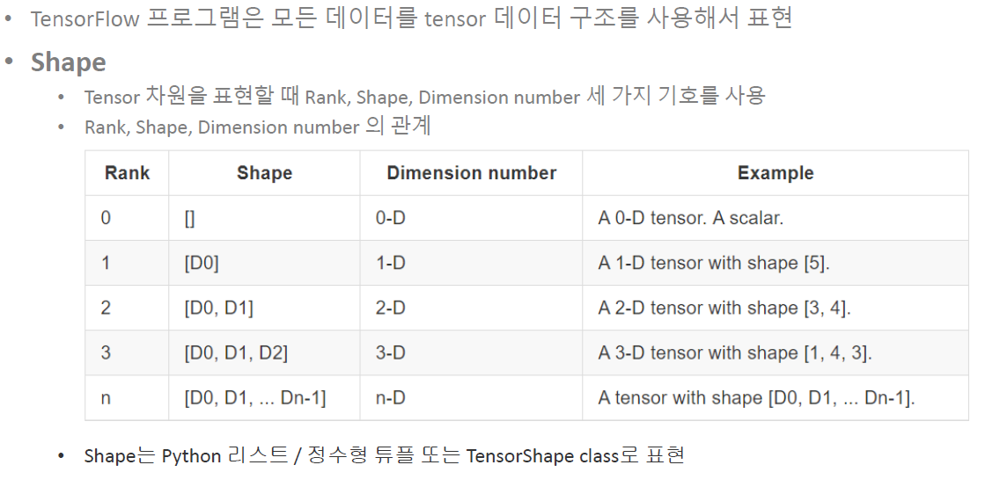 • TensorFlow 프로그램은 모든 데이터를 tensor 데이터 구조를 사용해서 표현
• Shape
• Tensor 차원을 표현할 때 Rank, Shape, Dimension number 세 가지 기호를 사용
• Rank, Shape, Dimension number 의 관계
Rank Shape Dimension number Example
0 [] 0-D A 0-D tensor. A scalar.
1 [D0] 1-D A 1-D tensor with shape [5].
2 [D0, D1] 2-D A 2-D tensor with shape [3, 4].
3 [D0, D1, D2] 3-D A 3-D tensor with shape [1, 4, 3].
n [D0, D1, ... Dn-1] n-D A tensor with shape [D0, D1, ... Dn-1].
• Shape는 Python 리스트 / 정수형 튜플 또는 TensorShape class로 표현